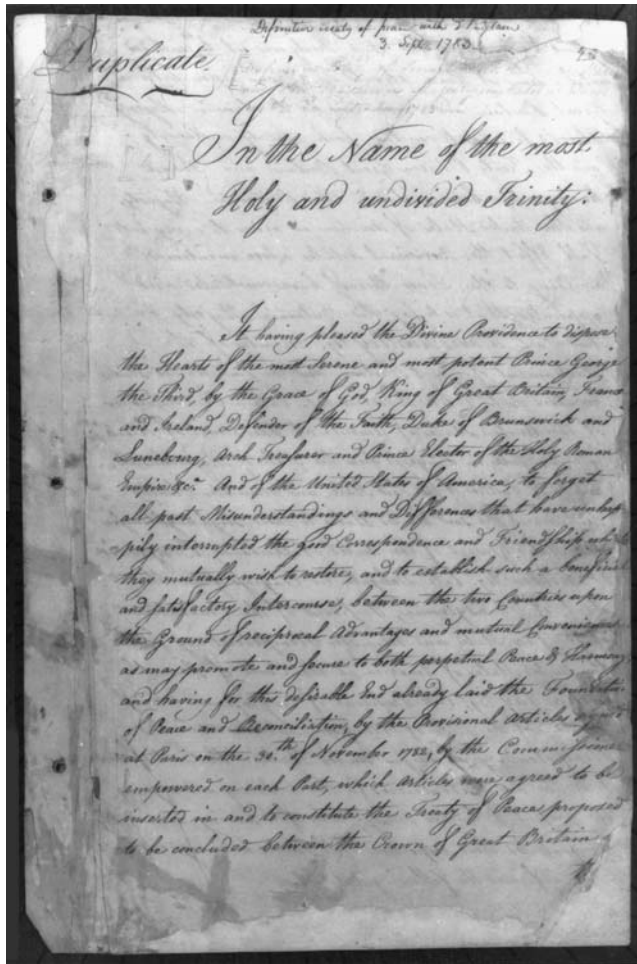 Definitive treaty of peace with
3 Sept. 1783.
Duplicate.
In the Name of the most
Holy and undivided Trinity:
It having pleased the Divine Providence to dispose
the Hearts of the most Serene and most potent Prince George
the Third, by the Grace of God, King of Great Britain, France
and Ireland, Defender of the Faith, Duke of Brunswick and
Lunebourg, Arch Treasurer and Prince Elector of the Holy Roman
Empire &c.a And of the United States of America, to forget
all past Misunderstandings and Differences that have unhap
pily interrupted the good Correspondence and Friendship which
they mutually wish to restore; and to establish such a beneficial
and satisfactory Intercourse, between the two Countries upon
the Ground of reciprocal Advantages and mutual Convenience
as may promote and secure to both perpetual Peace & Harmony,
and having for this desirable End already laid the Foundation
of Peace and Reconciliation, by the Provisional Articles signed
at Paris on the 30.th of November 1782, by the Commissioners
empowered on each Part, which Articles were agreed to be
inserted in and to constitute the Treaty of Peace proposed
to be concluded between the Crown of Great Britain